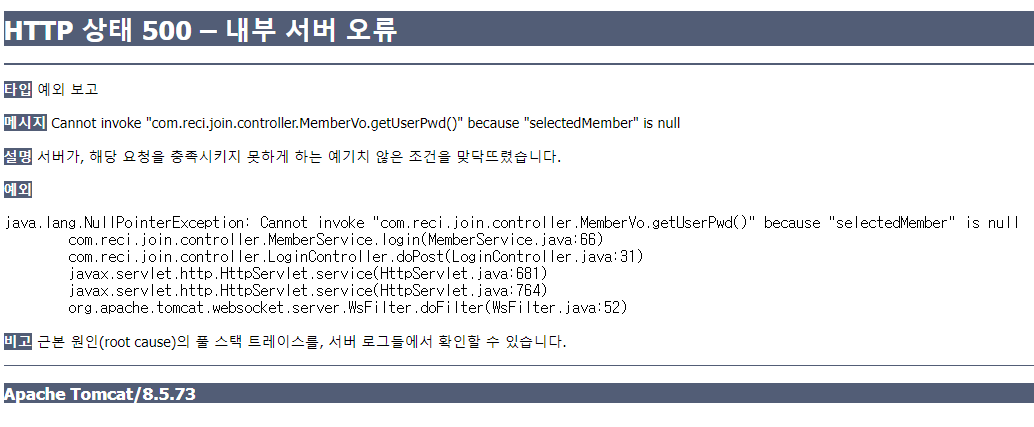 HTTP 상태 500 – 내부 서버 오류
타입 예외 보고
메시지 Cannot invoke "com.reci.join.controller.MemberVo.getUserPwd()" because "selectedMember" is null
설명 서버가, 해당 요청을 충족시키지 못하게 하는 예기치 않은 조건을 맞닥뜨렸습니다.
예외
java.lang.NullPointerException: Cannot invoke "com.reci.join.controller.MemberVo.getUserPwd()" because "selectedMember" is null
com.reci.join.controller.MemberService.login(MemberService.java:66)
com.reci.join.controller.LoginController.doPost(LoginController.java:31)
javax.servlet.http.HttpServlet.service(HttpServlet.java:681)
javax.servlet.http.HttpServlet.service(HttpServlet.java:764)
org.apache.tomcat.websocket.server.WsFilter.doFilter(WsFilter.java:52)
비고 근본 원인(root cause)의 풀 스택 트레이스를, 서버 로그들에서 확인할 수 있습니다.
Apache Tomcat/8.5.73